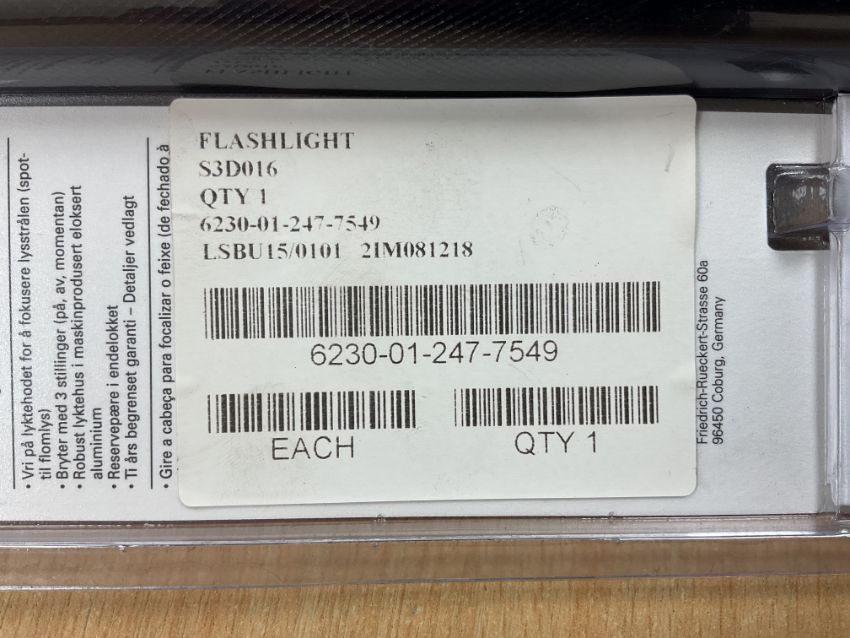 FLASHLIGHT
S3D016
QTY 1
6230-01-247-7549
LSBU15/0101 21M081218
6230-01-247-7549
EACH
QTY 1
• Vri på lyktehodet for å fokusere lysstrålen (spot-
til flomlys)
• Bryter med 3 stillinger (på, av, momentan)
• Robust lyktehus i maskinprodusert eloksert
aluminium
• Reservepære i endelokket
• Ti års begrenset garanti – Detaljer vedlagt
• Gire a cabeça para focalizar o feixe (de fechado à
Friedrich-Rueckert-Strasse 60a
96450 Coburg, Germany